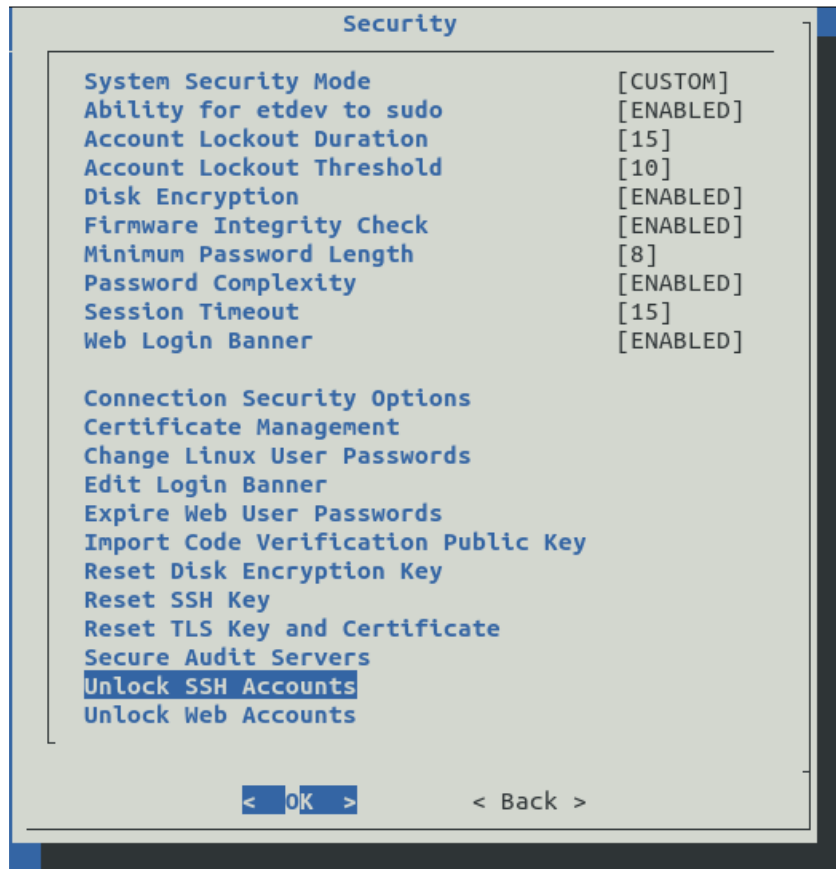 Security
System Security Mode [CUSTOM]
Ability for etdev to sudo [ENABLED]
Account Lockout Duration [15]
Account Lockout Threshold [10]
Disk Encryption [ENABLED]
Firmware Integrity Check [ENABLED]
Minimum Password Length [8]
Password Complexity [ENABLED]
Session Timeout [15]
Web Login Banner [ENABLED]
Connection Security Options
Certificate Management
Change Linux User Passwords
Edit Login Banner
Expire Web User Passwords
Import Code Verification Public Key
Reset Disk Encryption Key
Reset SSH Key
Reset TLS Key and Certificate
Secure Audit Servers
Unlock SSH Accounts
Unlock Web Accounts
<  OK  > < Back >